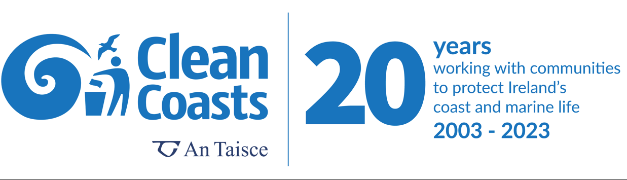 Clean
Coasts
An Taisce
20
years
working with communities
to protect Ireland's
coast and marine life
2003 - 2023